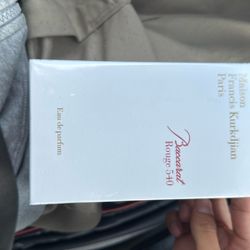 Maison
Francis Kurkdjian
Paris
Baccarat
Rouge 540
Eau de parfum